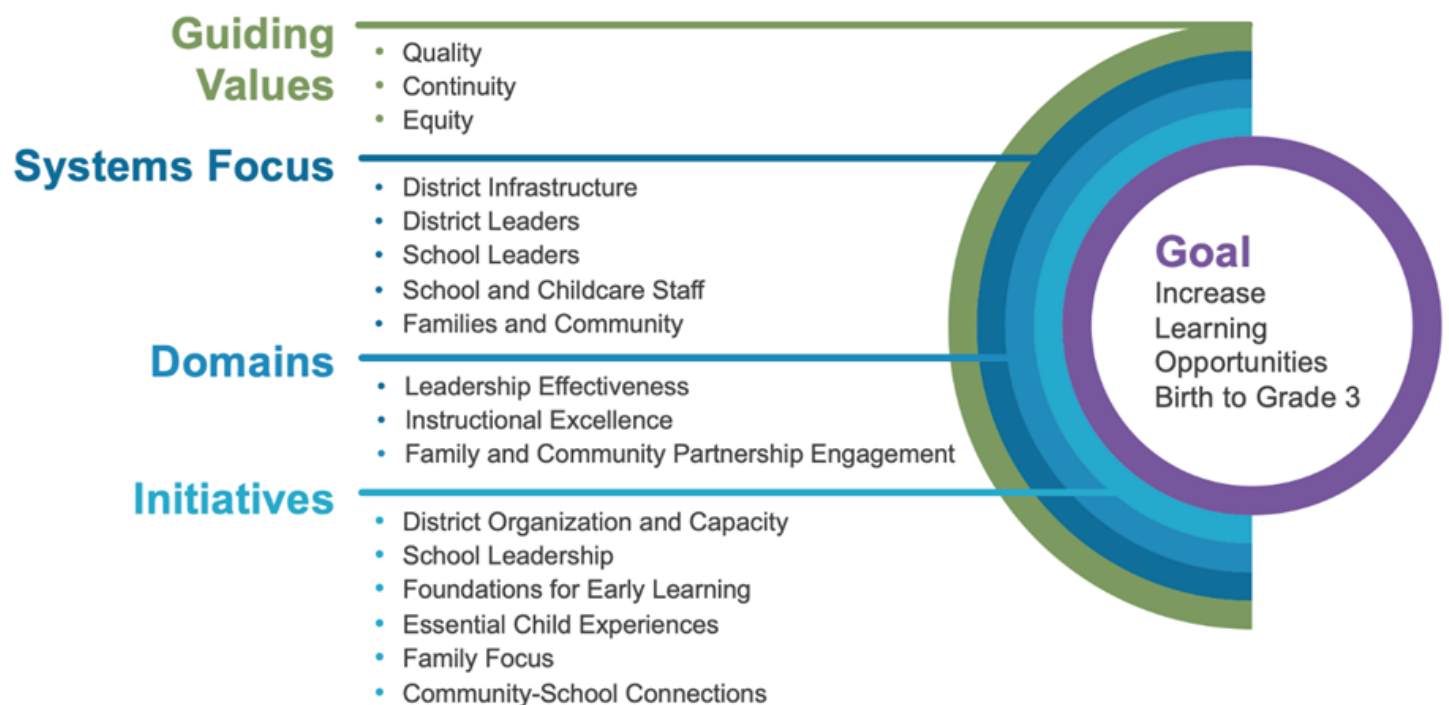 Guiding
Values
• Quality
• Continuity
• Equity
Systems Focus
• District Infrastructure
• District Leaders
• School Leaders
• School and Childcare Staff
• Families and Community
Domains
• Leadership Effectiveness
• Instructional Excellence
• Family and Community Partnership Engagement
Initiatives
• District Organization and Capacity
• School Leadership
• Foundations for Early Learning
• Essential Child Experiences
• Family Focus
• Community-School Connections
Goal
Increase
Learning
Opportunities
Birth to Grade 3